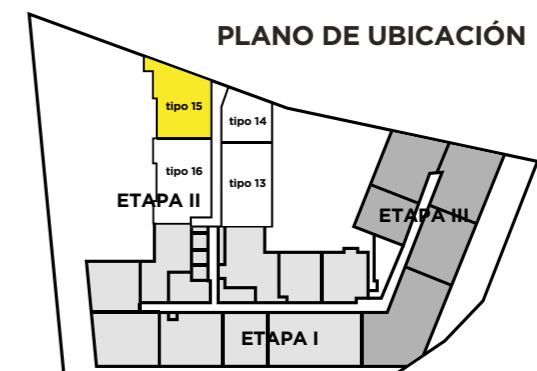 PLANO DE UBICACIÓN
tipo 15
tipo 14
tipo 16
tipo 13
ETAPA II
ETAPA III
ETAPA I